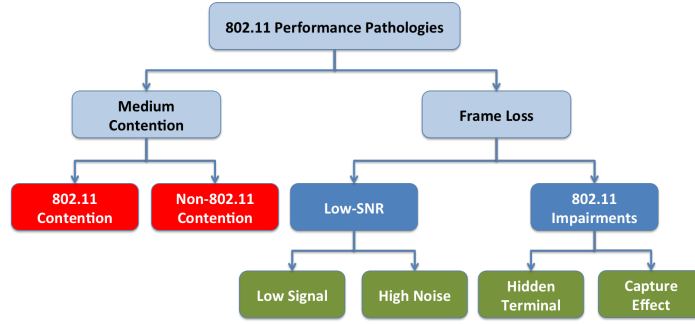 802.11 Performance Pathologies
Medium
Contention
Frame Loss
802.11
Contention
Non-802.11
Contention
Low-SNR
802.11
Impairments
Low Signal
High Noise
Hidden
Terminal
Capture
Effect